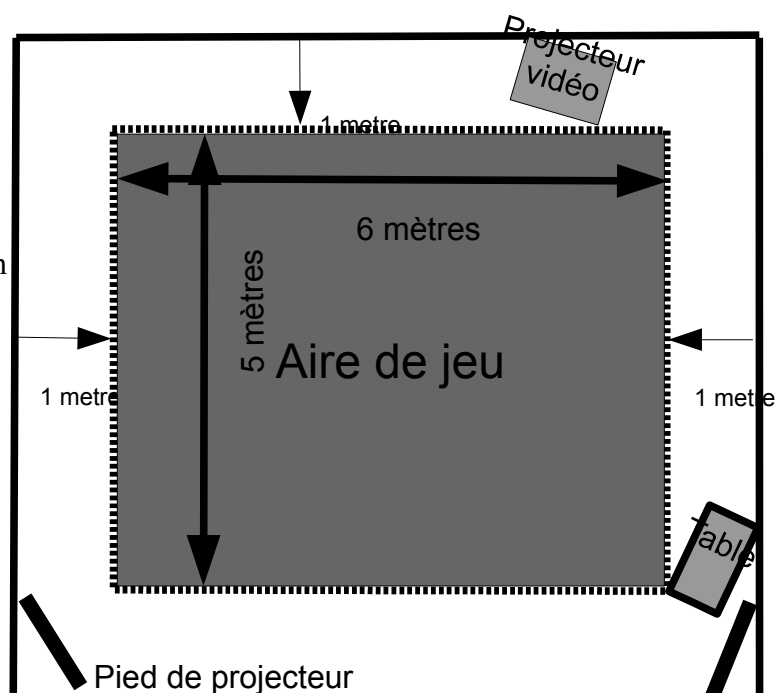 Projecteur
vidéo
1 metre
6 mètres
5 mètres
Aire de jeu
1 metre
1 metre
Table
Pied de projecteur